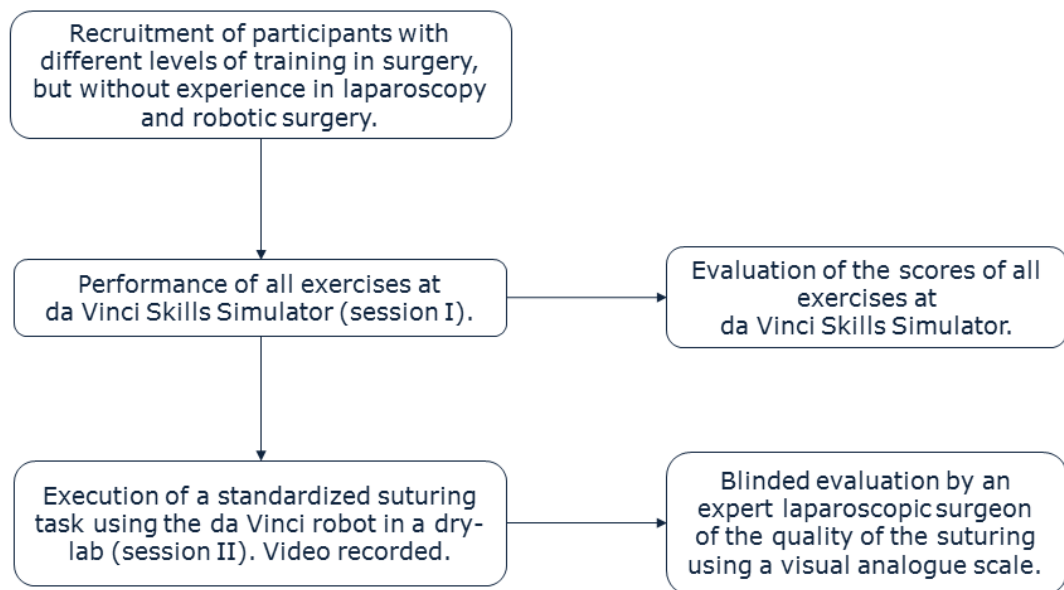 Recruitment of participants with
different levels of training in surgery,
but without experience in laparoscopy
and robotic surgery.
Performance of all exercises at
da Vinci Skills Simulator (session I).
Evaluation of the scores of all
exercises at
da Vinci Skills Simulator.
Execution of a standardized suturing
task using the da Vinci robot in a dry-
lab (session II). Video recorded.
Blinded evaluation by an
expert laparoscopic surgeon
of the quality of the suturing
using a visual analogue scale.